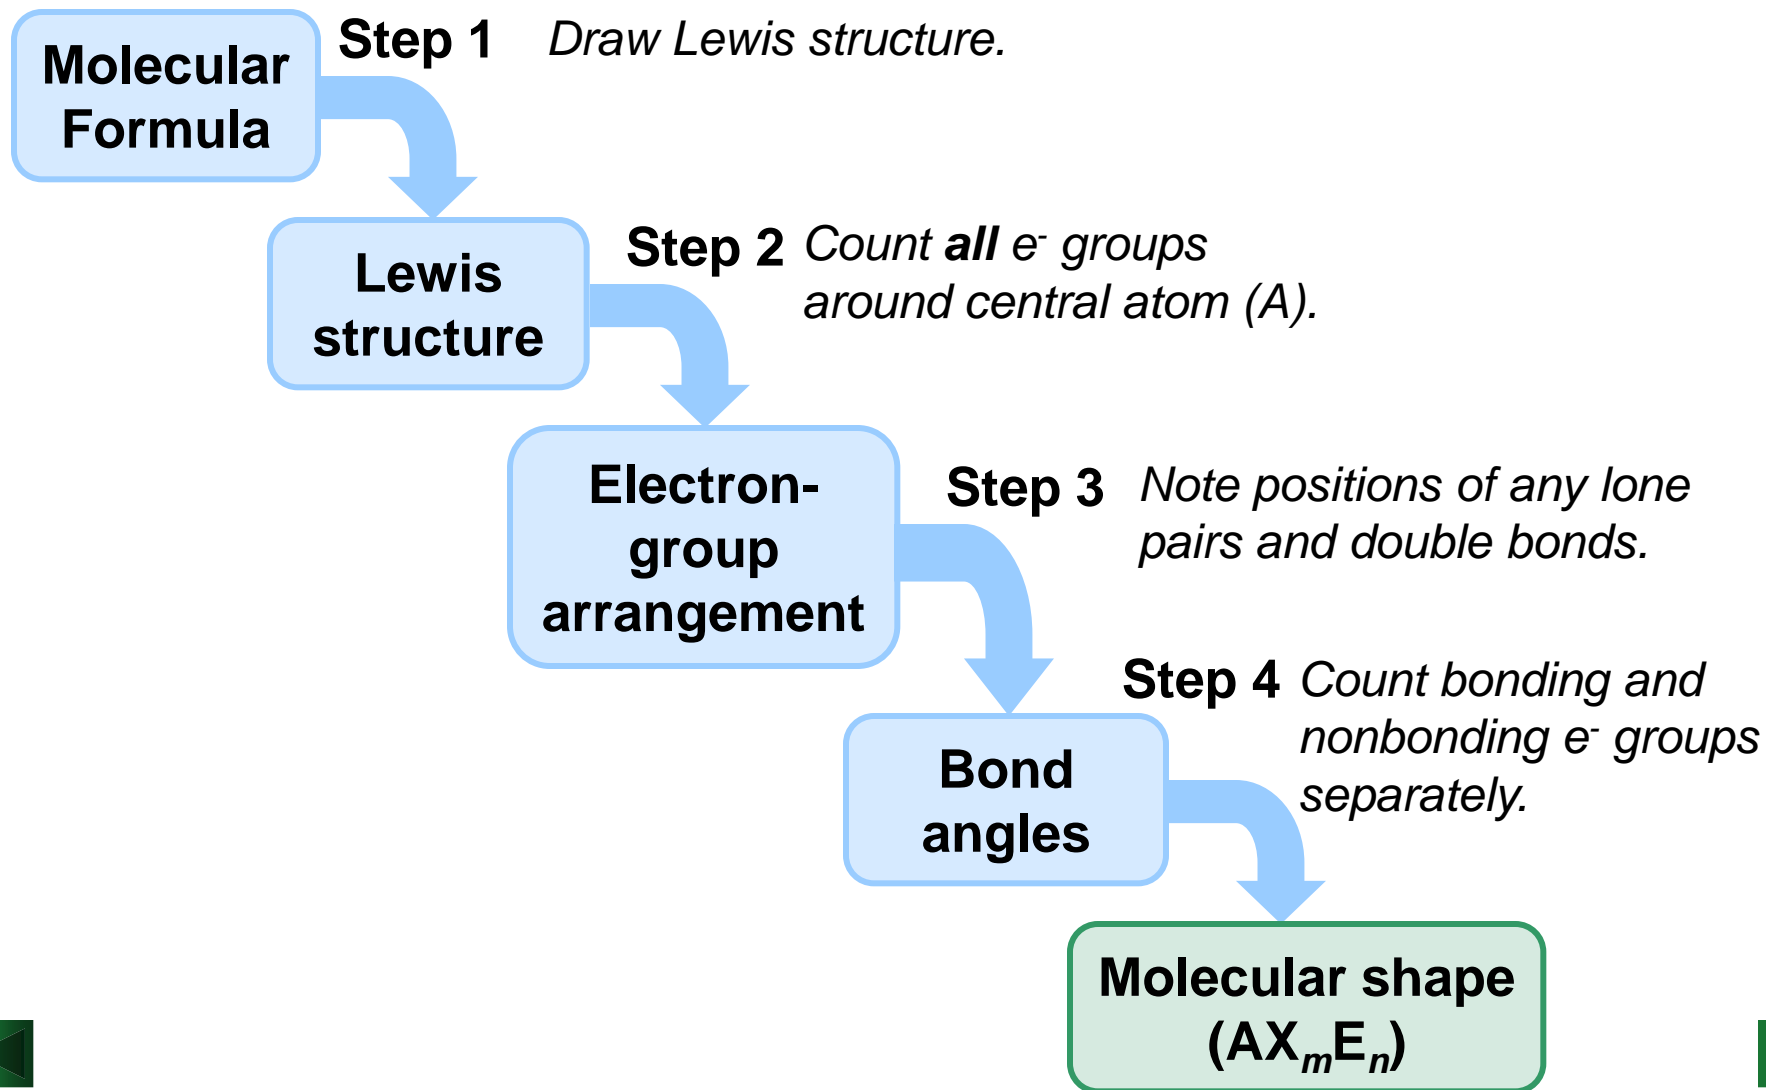 Molecular
Formula
Step 1 Draw Lewis structure.
Lewis
structure
Step 2 Count all e- groups
around central atom (A).
Electron-
group
arrangement
Step 3 Note positions of any lone
pairs and double bonds.
Bond
angles
Step 4 Count bonding and
nonbonding e- groups
separately.
Molecular shape
(AXmEn)